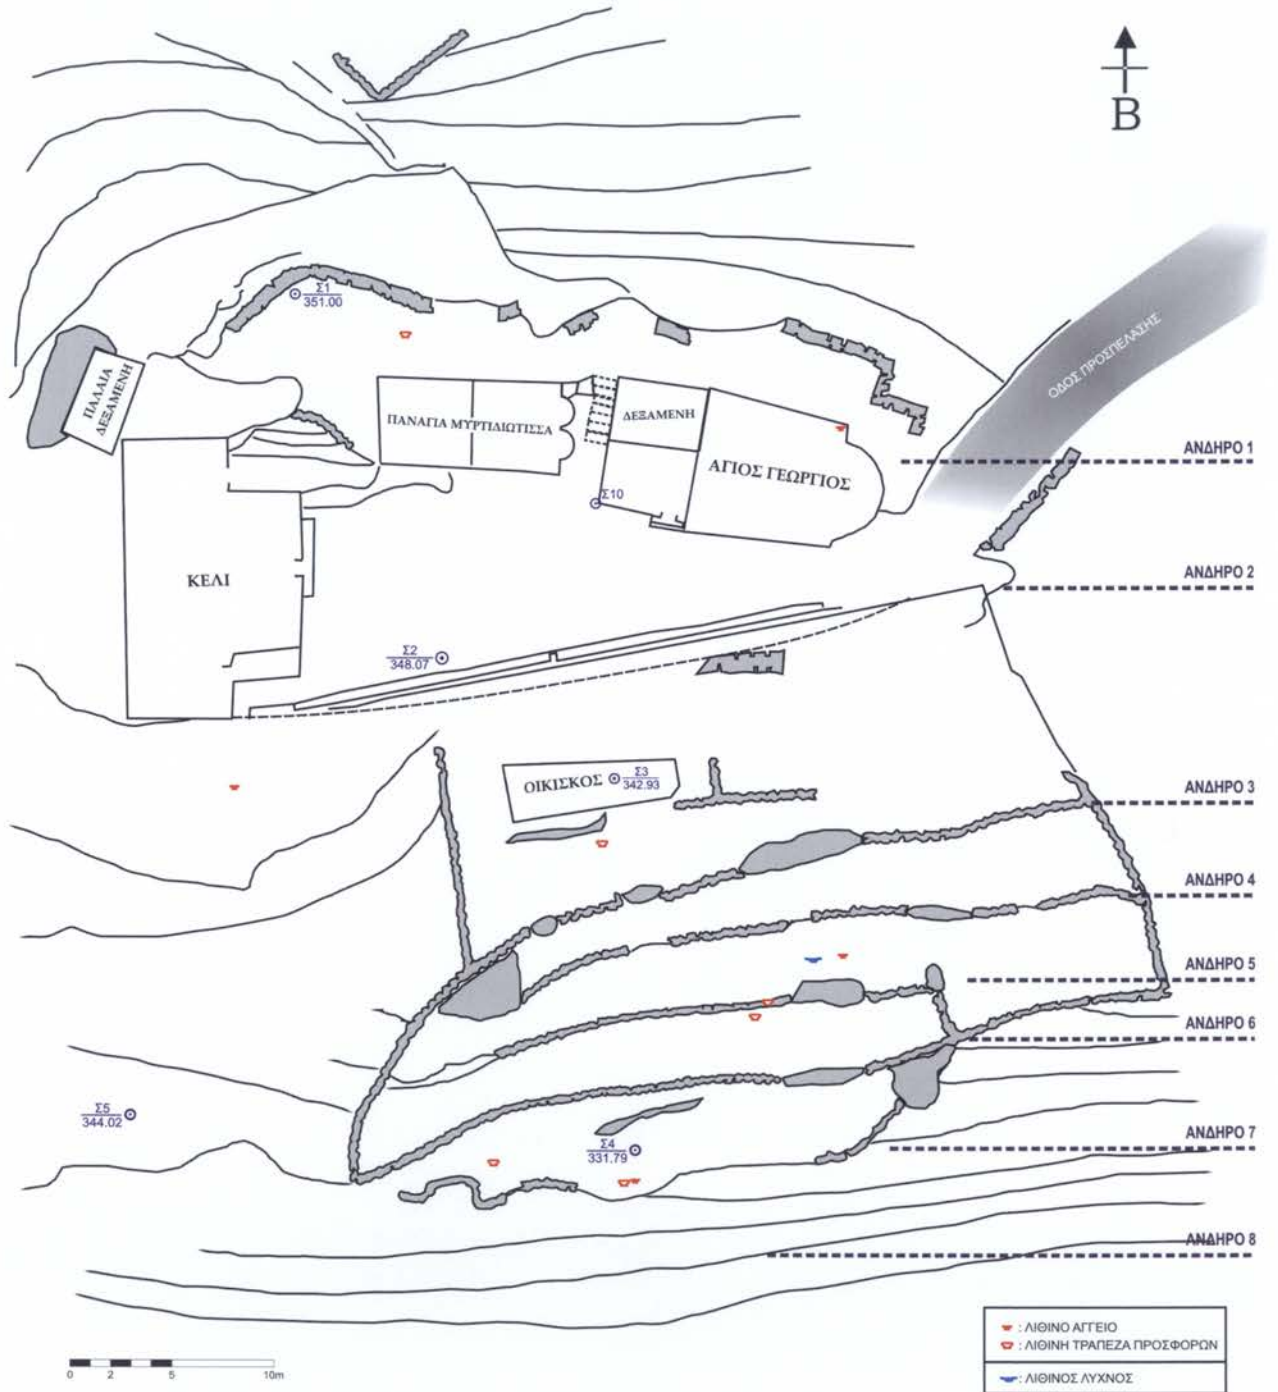 B
Σ1
351.00
ΟΔΟΣ ΠΡΟΣΠΕΛΑΣΗΣ
ΠΑΛΑΙΑ
ΔΕΞΑΜΕΝΗ
ΠΑΝΑΓΙΑ ΜΥΡΤΙΔΙΩΤΙΣΣΑ
ΔΕΞΑΜΕΝΗ
ΑΓΙΟΣ ΓΕΩΡΓΙΟΣ
ΑΝΔΗΡΟ 1
Σ10
ΚΕΛΙ
ΑΝΔΗΡΟ 2
Σ2
348.07
ΟΙΚΙΣΚΟΣ
Σ3
342.93
ΑΝΔΗΡΟ 3
ΑΝΔΗΡΟ 4
ΑΝΔΗΡΟ 5
ΑΝΔΗΡΟ 6
Σ5
344.02
Σ4
331.79
ΑΝΔΗΡΟ 7
ΑΝΔΗΡΟ 8
: ΛΙΘΙΝΟ ΑΓΓΕΙΟ
: ΛΙΘΙΝΗ ΤΡΑΠΕΖΑ ΠΡΟΣΦΟΡΩΝ
: ΛΙΘΙΝΟΣ ΛΥΧΝΟΣ
0 2 5 10m